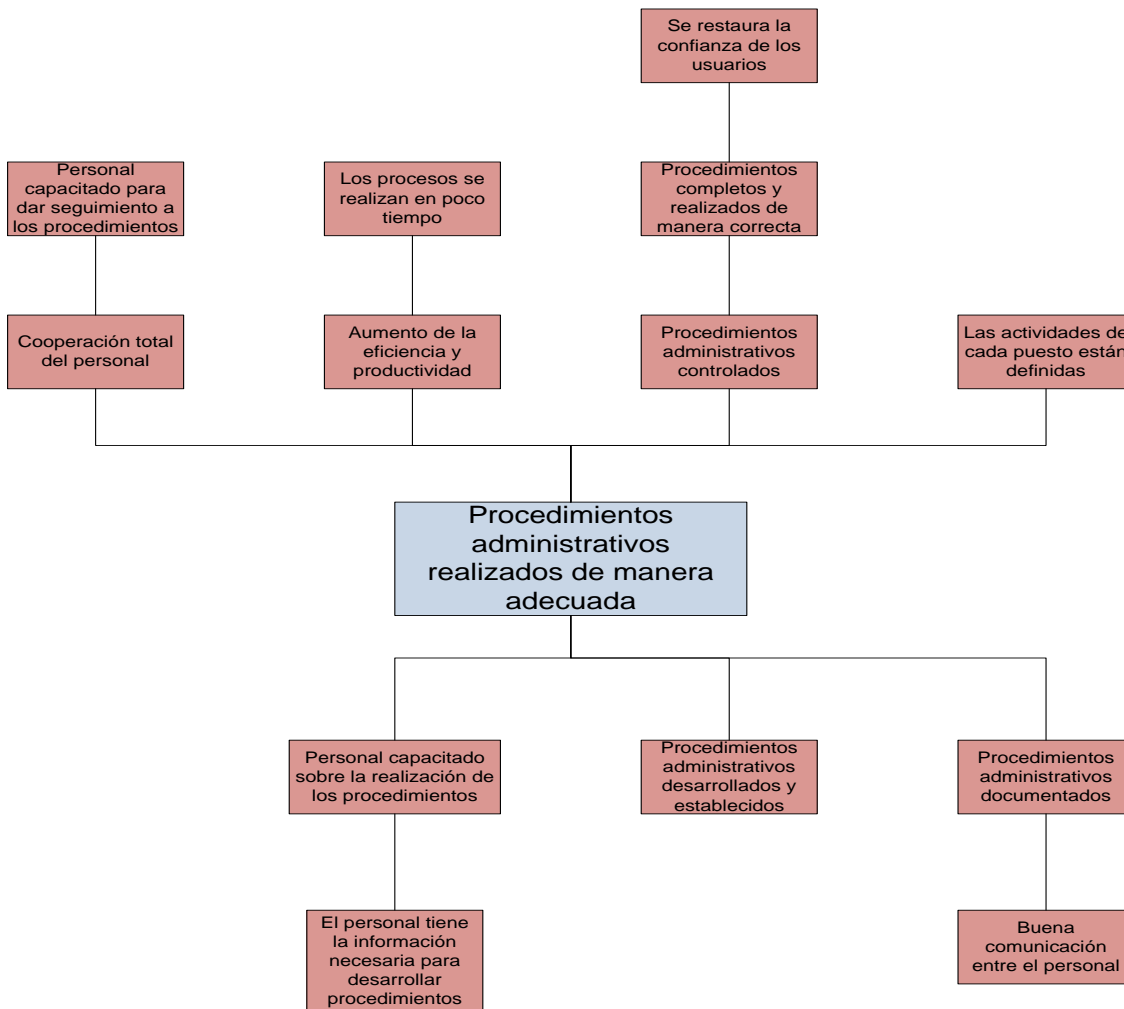 Se restaura la
confianza de los
usuarios
Personal
capacitado para
dar seguimiento a
los procedimientos
Los procesos se
realizan en poco
tiempo
Procedimientos
completos y
realizados de
manera correcta
Cooperación total
del personal
Aumento de la
eficiencia y
productividad
Procedimientos
administrativos
controlados
Las actividades de
cada puesto están
definidas
Procedimientos
administrativos
realizados de manera
adecuada
Personal capacitado
sobre la realización de
los procedimientos
Procedimientos
administrativos
desarrollados y
establecidos
Procedimientos
administrativos
documentados
El personal tiene
la información
necesaria para
desarrollar
procedimientos
Buena
comunicación
entre el personal